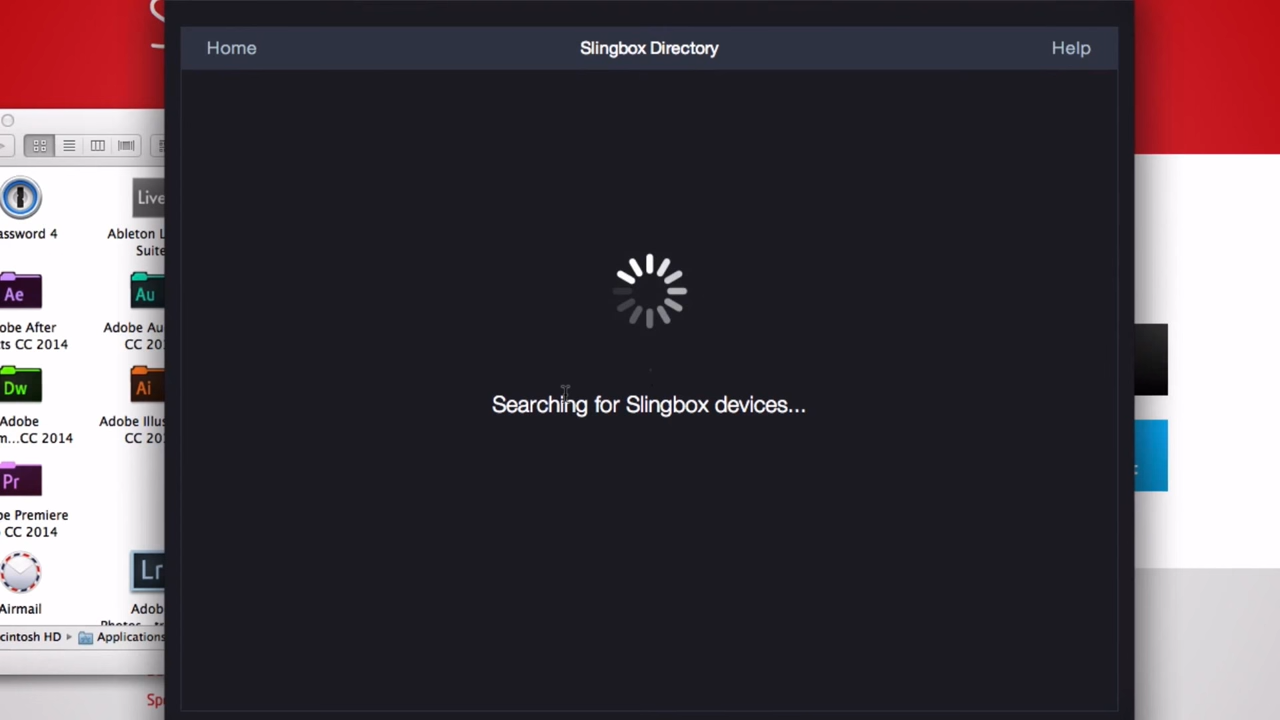 Home
Slingbox Directory
Help
Searching for Slingbox devices...
assword 4
Live
Ableton L
Suite
Ae
Au
obe After
ts CC 2014
Adobe Au
CC 20
Dw
Ai
Adobe
m...CC 2014
Adobe Illus
CC 20
Pr
be Premiere
CC 2014
Lr
Airmail
Adob
cintosh HD
Applications
Spe